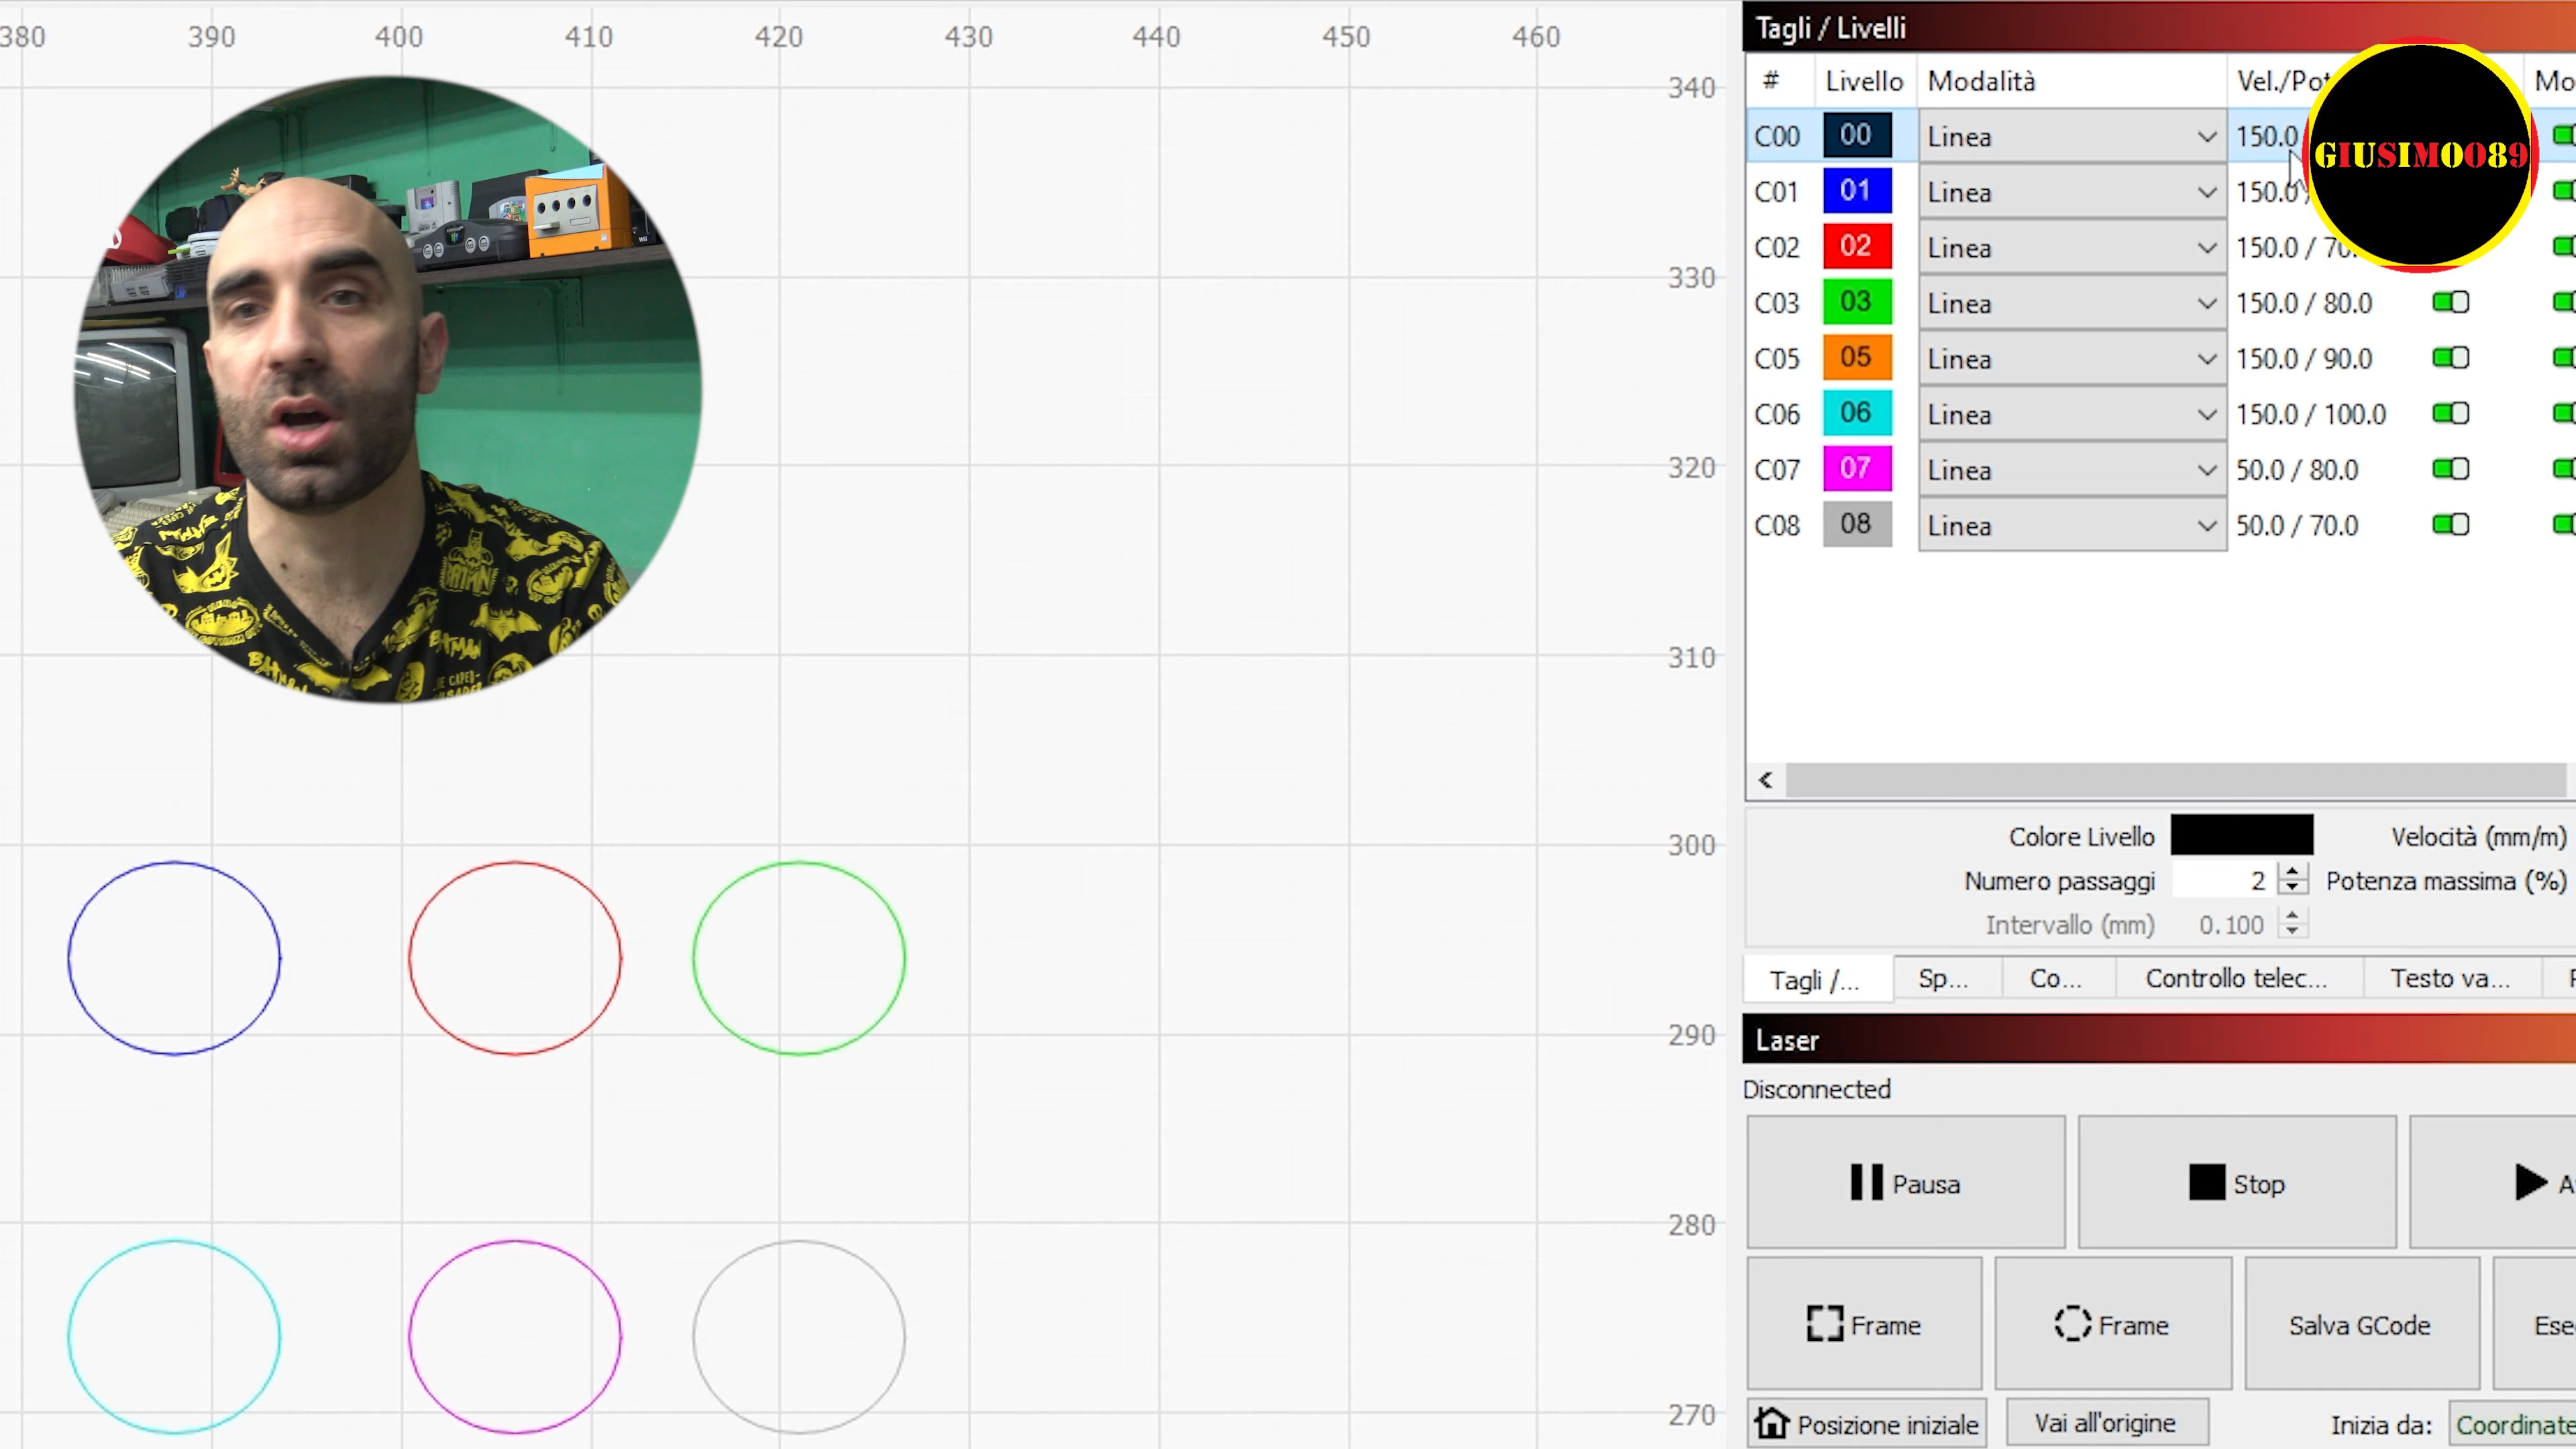 380 390 400 410 420 430 440 450 460
340
330
320
310
300
290
280
270
BATMAN
BATMAN
Tagli / Livelli
# Livello Modalità Vel./Pot
C00 00 Linea 150.0
C01 01 Linea 150.0
C02 02 Linea 150.0 / 70.
C03 03 Linea 150.0 / 80.0
C05 05 Linea 150.0 / 90.0
C06 06 Linea 150.0 / 100.0
C07 07 Linea 50.0 / 80.0
C08 08 Linea 50.0 / 70.0
GIUSIMO089
Colore Livello Velocità (mm/m)
Numero passaggi 2 Potenza massima (%)
Intervallo (mm) 0.100
Tagli /... Sp... Co... Controllo telec... Testo va...
Laser
Disconnected
Pausa Stop
Frame Frame Salva GCode
Posizione iniziale Vai all'origine Inizia da: Coordinate